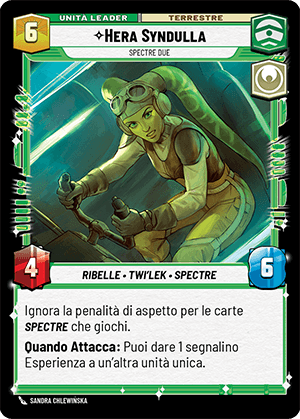 6
UNITÀ LEADER
TERRESTRE
HERA SYNDULLA
SPECTRE DUE
4
6
RIBELLE • TWI'LEK • SPECTRE
Ignora la penalità di aspetto per le carte
SPECTRE che giochi.
Quando Attacca: Puoi dare 1 segnalino
Esperienza a un'altra unità unica.
SANDRA CHLEWIŃSKA